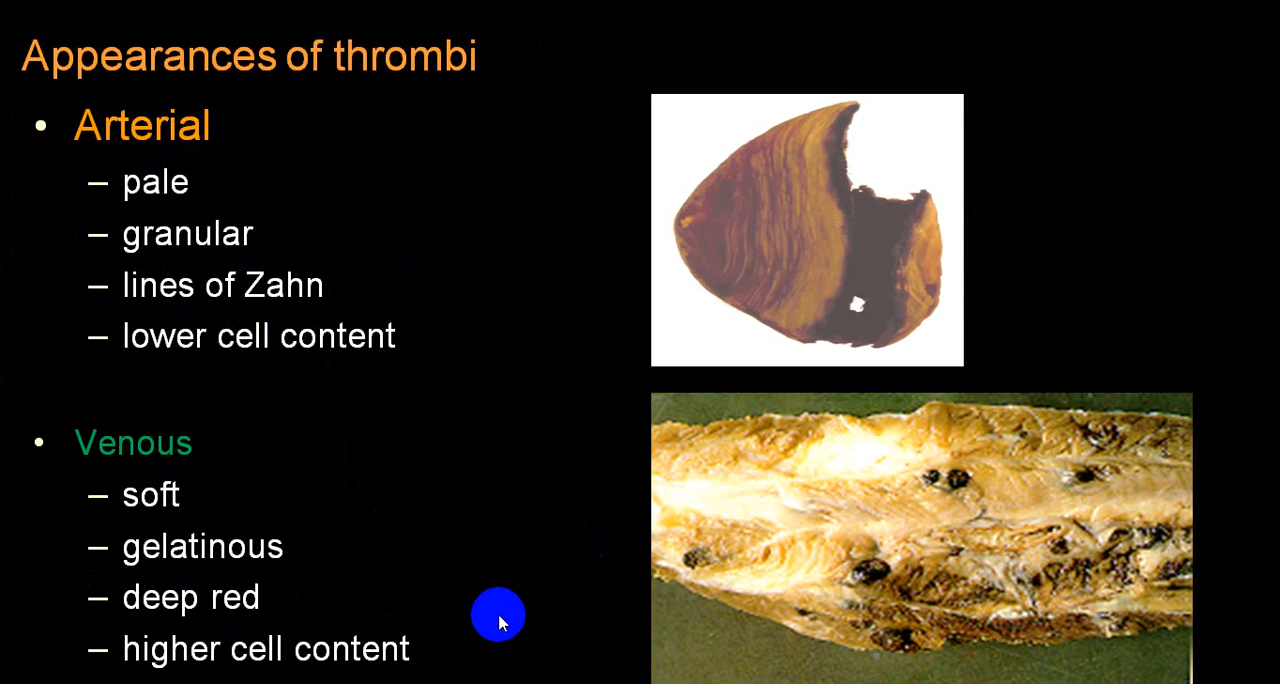 Appearances of thrombi
• Arterial
– pale
– granular
– lines of Zahn
– lower cell content
• Venous
– soft
– gelatinous
– deep red
– higher cell content